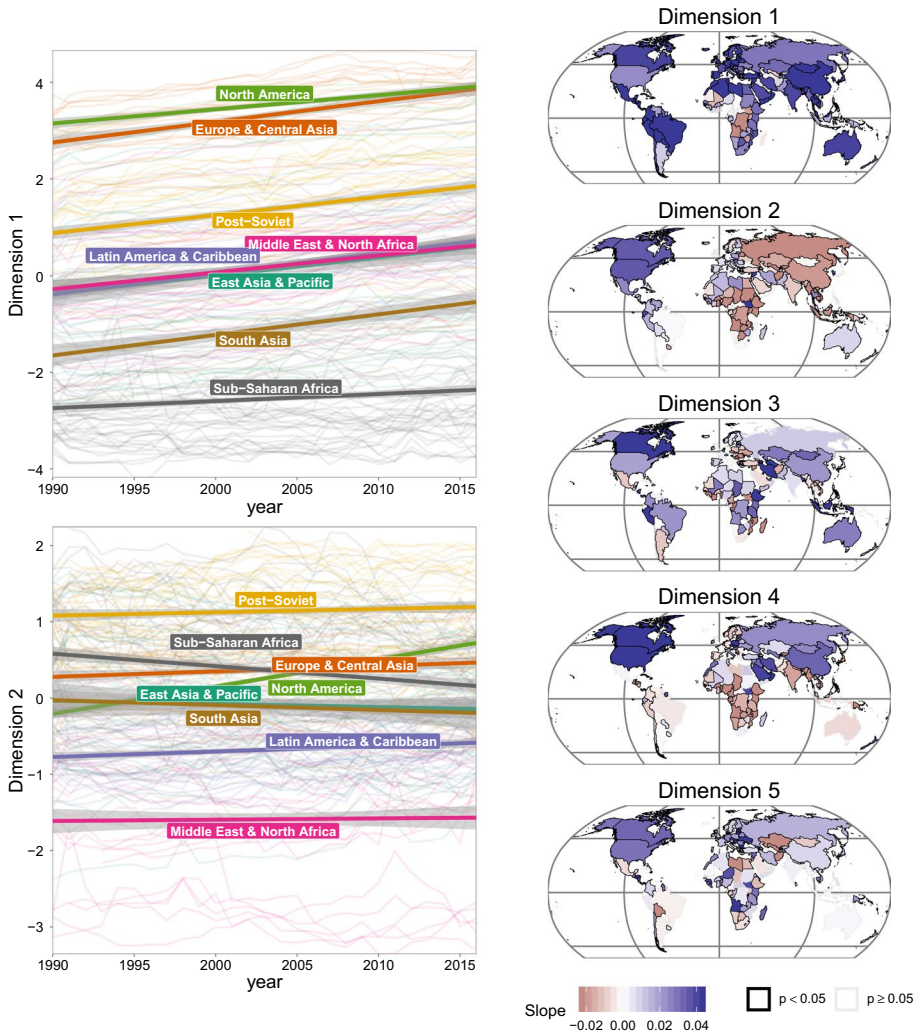 Dimension 1
4
2
0
−2
−4
North America
Europe & Central Asia
Post−Soviet
Middle East & North Africa
Latin America & Caribbean
East Asia & Pacific
South Asia
Sub−Saharan Africa
1990 1995 2000 2005 2010 2015
year
Dimension 2
2
1
0
−1
−2
−3
Post−Soviet
Sub−Saharan Africa
Europe & Central Asia
North America
East Asia & Pacific
South Asia
Latin America & Caribbean
Middle East & North Africa
1990 1995 2000 2005 2010 2015
year
Dimension 1
Dimension 2
Dimension 3
Dimension 4
Dimension 5
Slope
−0.02 0.00 0.02 0.04
p < 0.05
p ≥ 0.05